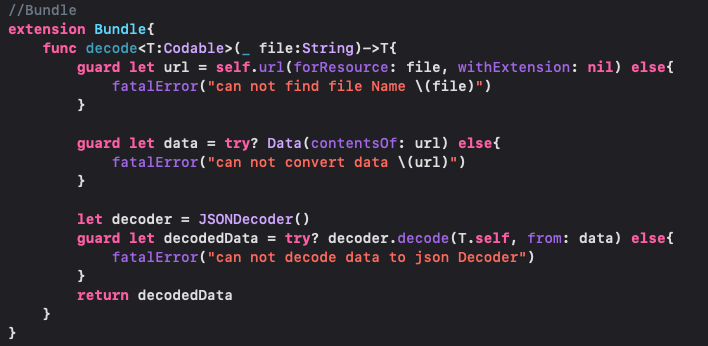 //Bundle
extension Bundle{
    func decode<T:Codable>(_ file:String)->T{
        guard let url = self.url(forResource: file, withExtension: nil) else{
            fatalError("can not find file Name \(file)")
        }

        guard let data = try? Data(contentsOf: url) else{
            fatalError("can not convert data \(url)")
        }

        let decoder = JSONDecoder()
        guard let decodedData = try? decoder.decode(T.self, from: data) else{
            fatalError("can not decode data to json Decoder")
        }
        return decodedData
    }
}